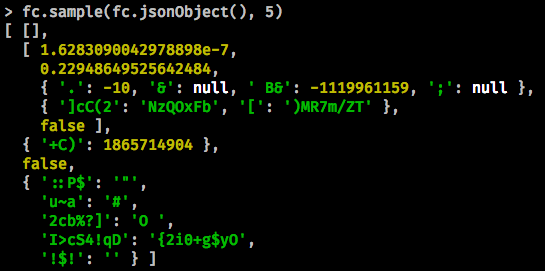 > fc.sample(fc.jsonObject(), 5)
[ [],
  [ 1.6283090042978898e-7,
    0.22948649525642484,
    { '.': -10, '&': null, ' B&': -1119961159, ';': null },
    { ']cC(2': 'NzQOxFb', '[': ')MR7m/ZT' },
    false ],
  { '+C)': 1865714904 },
  false,
  { '::P$': '"',
    'u~a': '#',
    '2cb%?]': 'O ',
    'I>cS4!qD': '{2i0+g$yO',
    '!$!': '' } ]